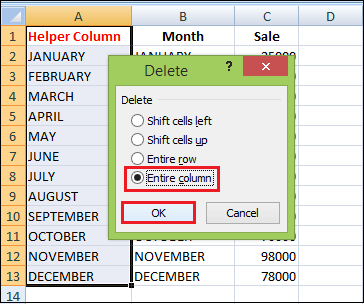 A B C D
1 Helper Column Month Sale
2 JANUARY JANUARY
3 FEBRUARY
4 MARCH
5 APRIL
6 MAY
7 JUNE
8 JULY
9 AUGUST
10 SEPTEMBER
11 OCTOBER OCTOBER
12 NOVEMBER NOVEMBER 98000
13 DECEMBER DECEMBER 78000
14
Delete ?
Delete
Shift cells left
Shift cells up
Entire row
Entire column
OK Cancel